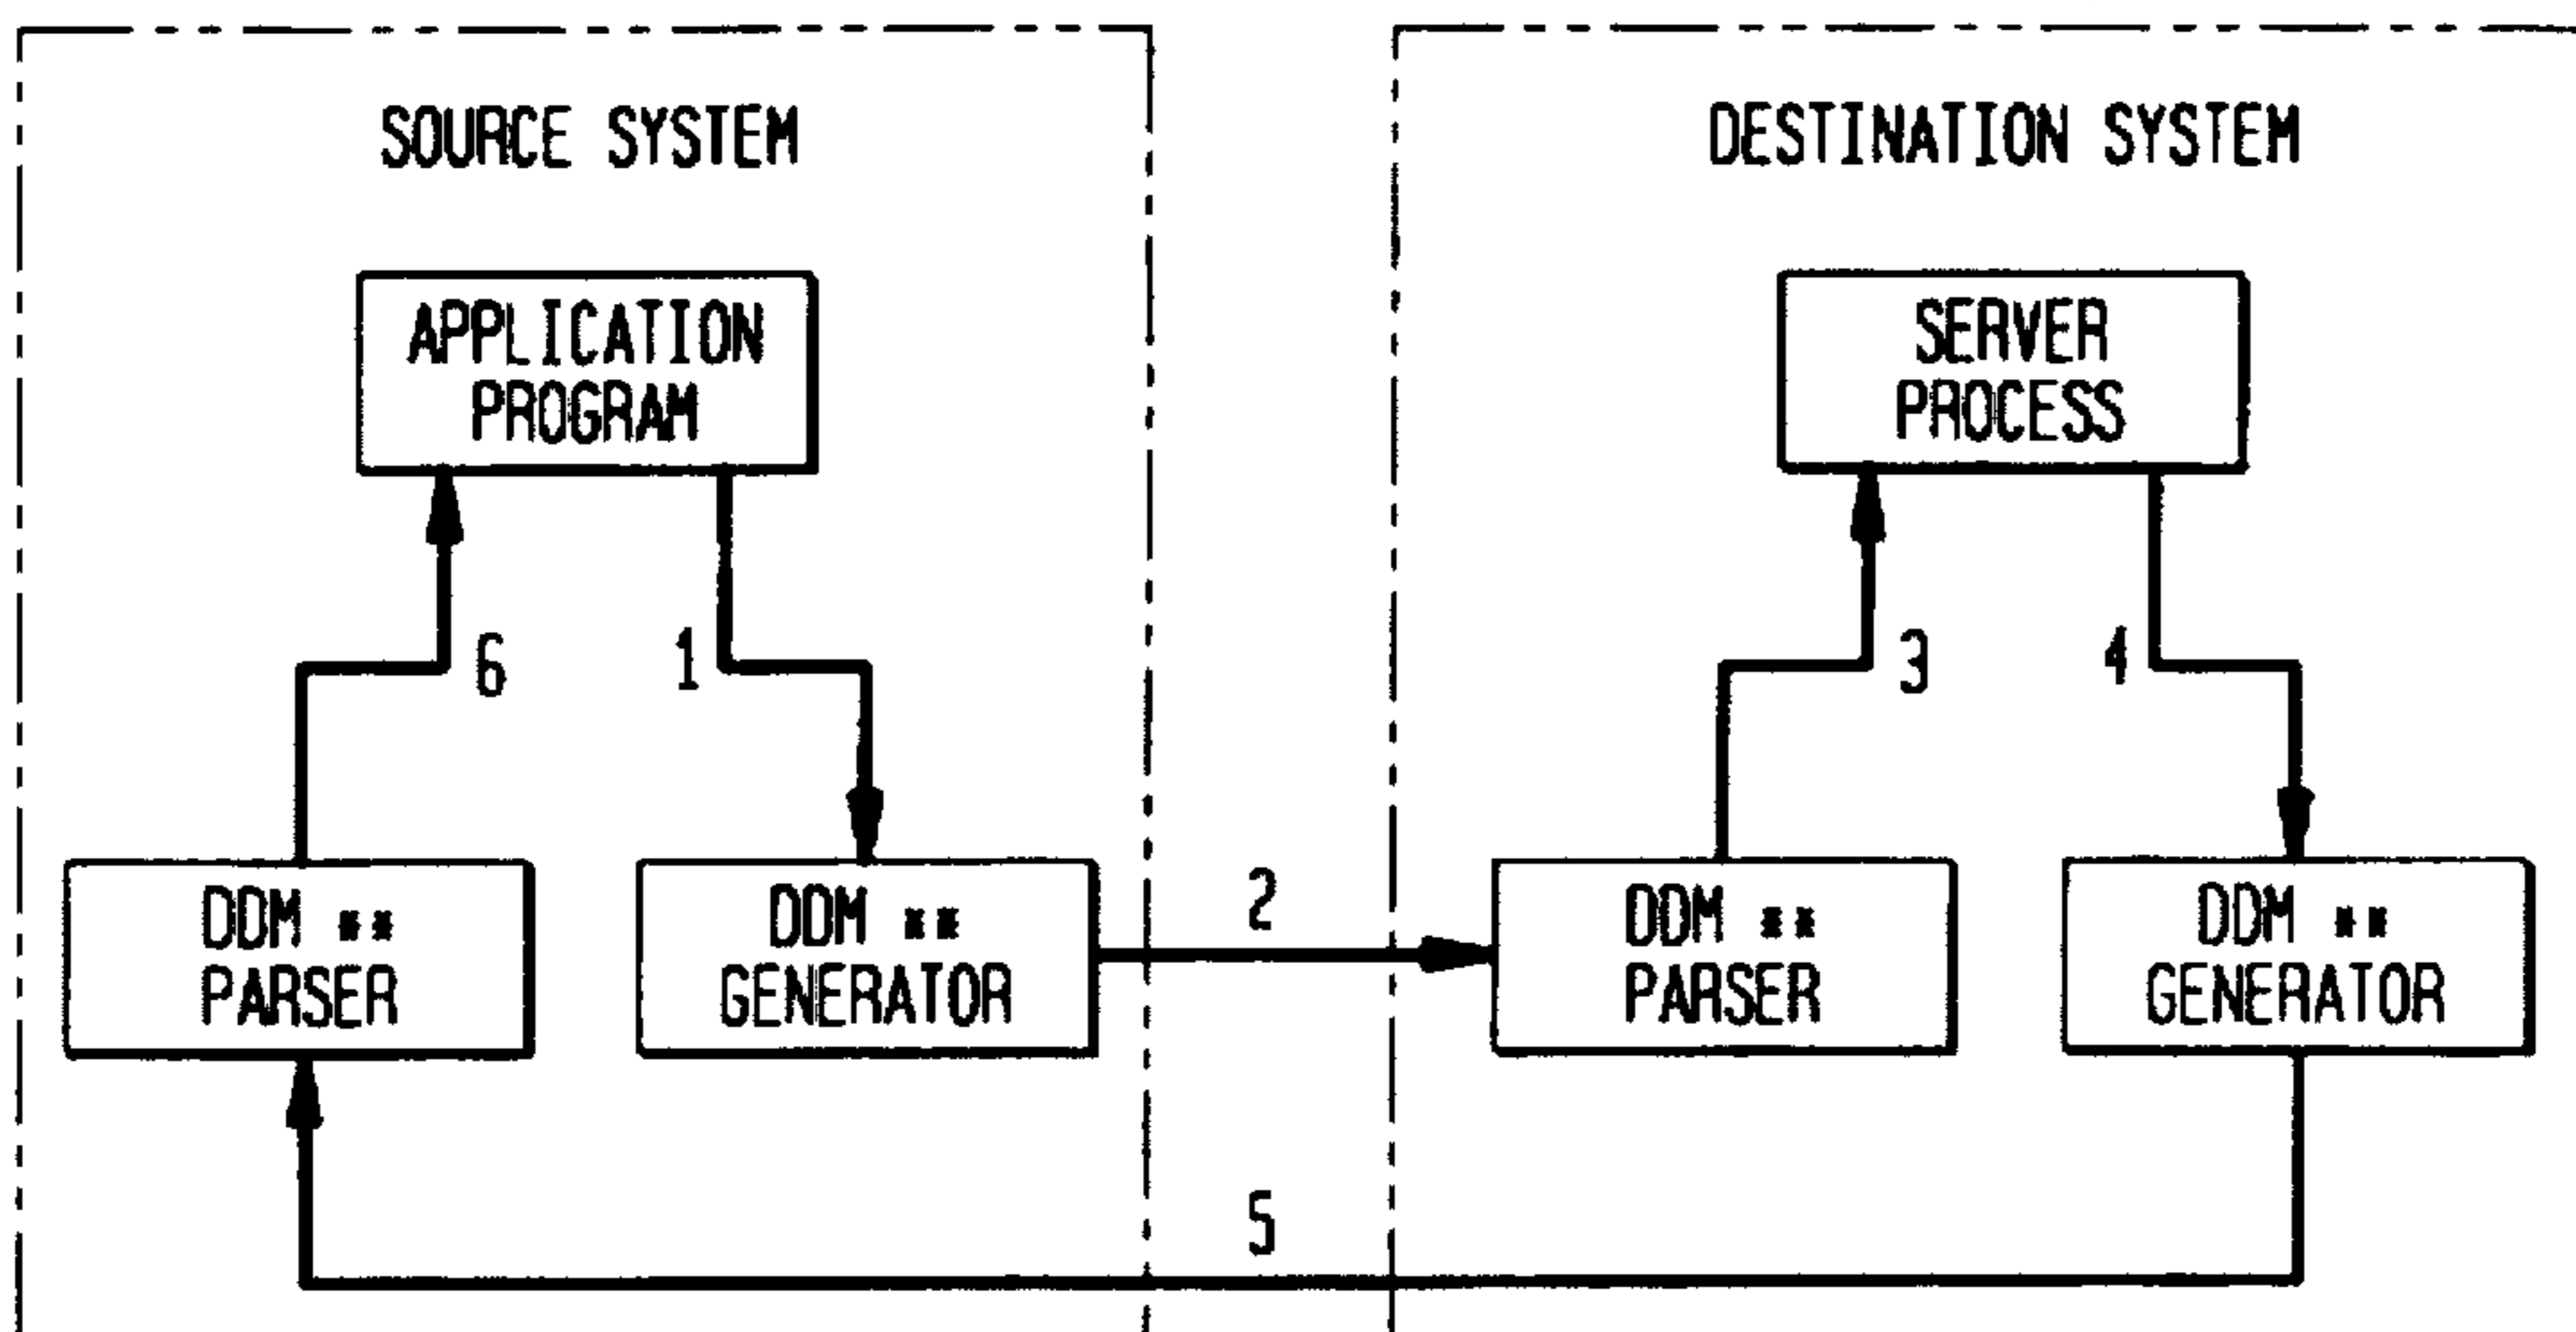 SOURCE SYSTEM
DESTINATION SYSTEM
APPLICATION
PROGRAM
SERVER
PROCESS
6
1
3
4
DDM **
PARSER
DDM **
GENERATOR
2
DDM **
PARSER
DDM **
GENERATOR
5